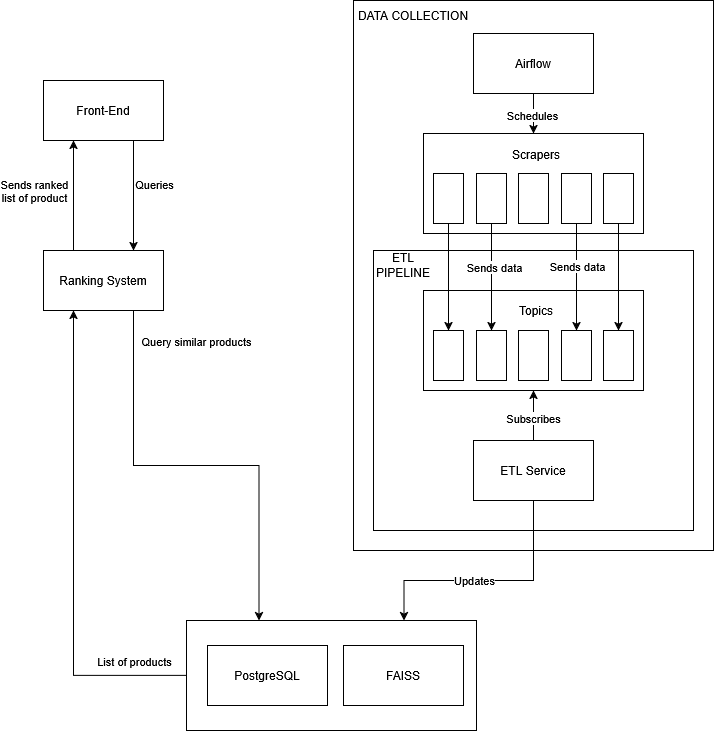 DATA COLLECTION
Airflow
Schedules
Scrapers
Front-End
Sends ranked
list of product
Queries
Ranking System
ETL
PIPELINE
Sends data
Sends data
Topics
Query similar products
Subscribes
ETL Service
Updates
List of products
PostgreSQL
FAISS